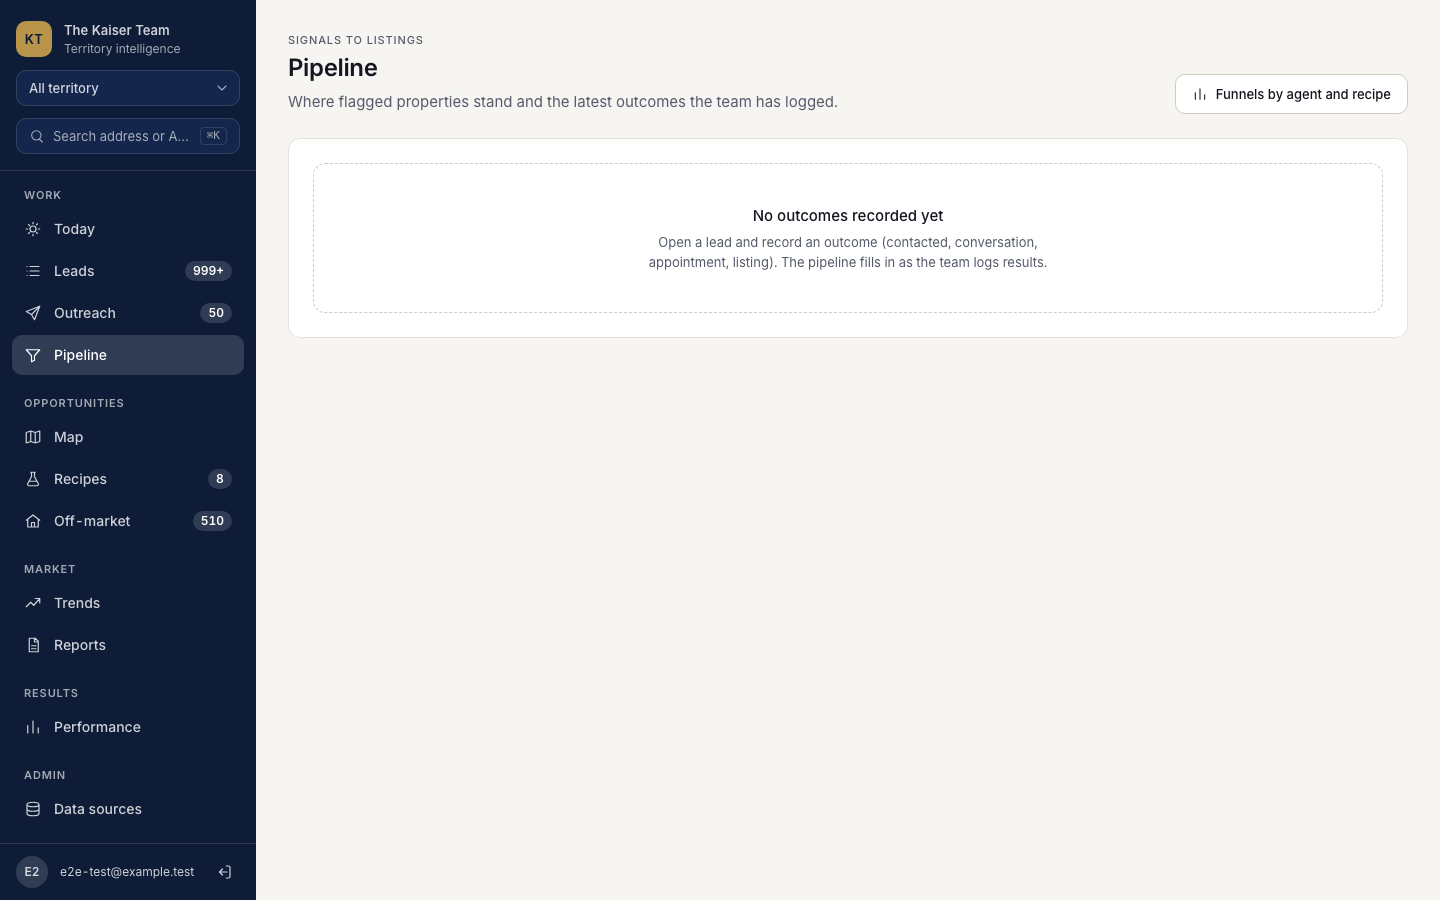 KT
The Kaiser Team
Territory intelligence
All territory
Search address or A...
⌘K
WORK
Today
Leads
999+
Outreach
50
Pipeline
OPPORTUNITIES
Map
Recipes
8
Off-market
510
MARKET
Trends
Reports
RESULTS
Performance
ADMIN
Data sources
E2
e2e-test@example.test
SIGNALS TO LISTINGS
Pipeline
Where flagged properties stand and the latest outcomes the team has logged.
Funnels by agent and recipe
No outcomes recorded yet
Open a lead and record an outcome (contacted, conversation,
appointment, listing). The pipeline fills in as the team logs results.